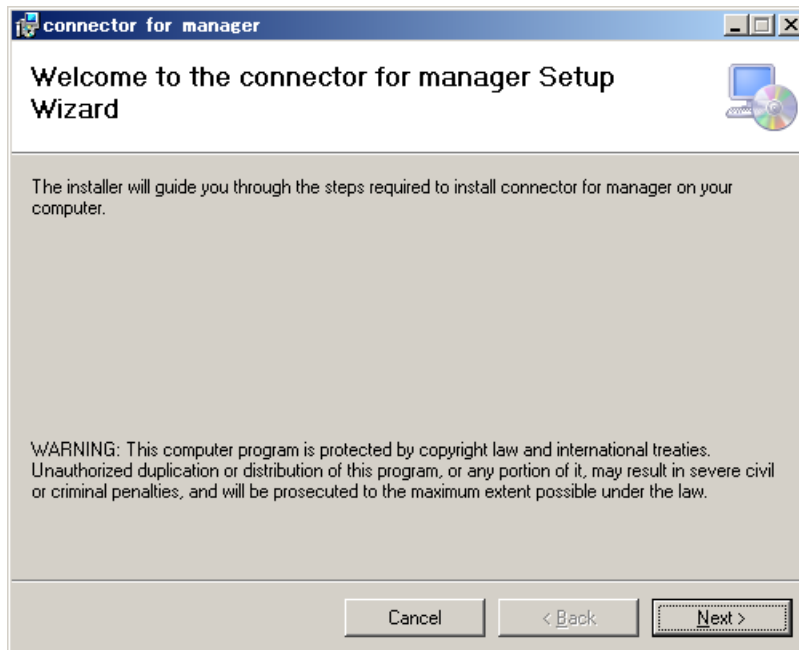 connector for manager
Welcome to the connector for manager Setup
Wizard
The installer will guide you through the steps required to install connector for manager on your
computer.
WARNING: This computer program is protected by copyright law and international treaties.
Unauthorized duplication or distribution of this program, or any portion of it, may result in severe civil
or criminal penalties, and will be prosecuted to the maximum extent possible under the law.
Cancel
< Back
Next >